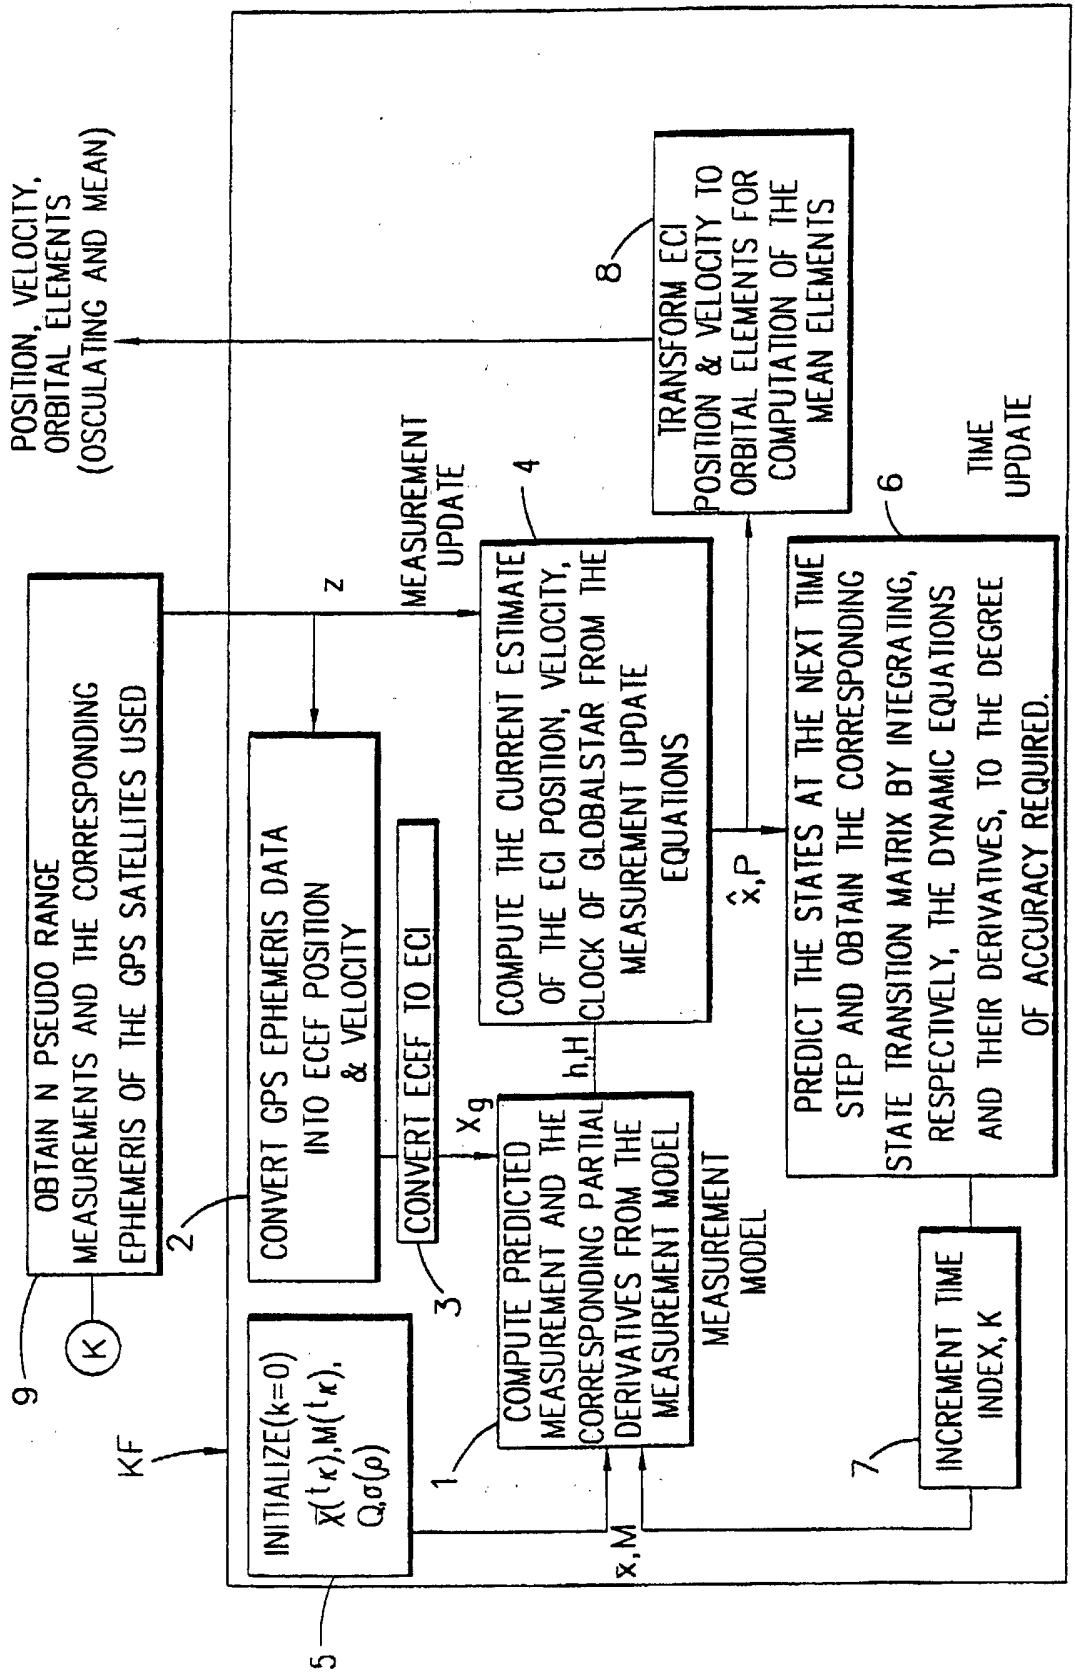 POSITION, VELOCITY,
ORBITAL ELEMENTS
(OSCULATING AND MEAN)
9
K
OBTAIN N PSEUDO RANGE
MEASUREMENTS AND THE CORRESPONDING
EPHEMERIS OF THE GPS SATELLITES USED
KF
z
5
INITIALIZE(k=0)
x̄(tκ),M(tκ),
Q,σ(ρ)
2
CONVERT GPS EPHEMERIS DATA
INTO ECEF POSITION
& VELOCITY
3
CONVERT ECEF TO ECI
Xg
MEASUREMENT
UPDATE
1
COMPUTE PREDICTED
MEASUREMENT AND THE
CORRESPONDING PARTIAL
DERIVATIVES FROM THE
MEASUREMENT MODEL
MEASUREMENT
MODEL
x̄,M
h,H
4
COMPUTE THE CURRENT ESTIMATE
OF THE ECI POSITION, VELOCITY,
CLOCK OF GLOBALSTAR FROM THE
MEASUREMENT UPDATE
EQUATIONS
x̂,P
8
TRANSFORM ECI
POSITION & VELOCITY TO
ORBITAL ELEMENTS FOR
COMPUTATION OF THE
MEAN ELEMENTS
7
INCREMENT TIME
INDEX, K
6
PREDICT THE STATES AT THE NEXT TIME
STEP AND OBTAIN THE CORRESPONDING
STATE TRANSITION MATRIX BY INTEGRATING,
RESPECTIVELY, THE DYNAMIC EQUATIONS
AND THEIR DERIVATIVES, TO THE DEGREE
OF ACCURACY REQUIRED.
TIME
UPDATE